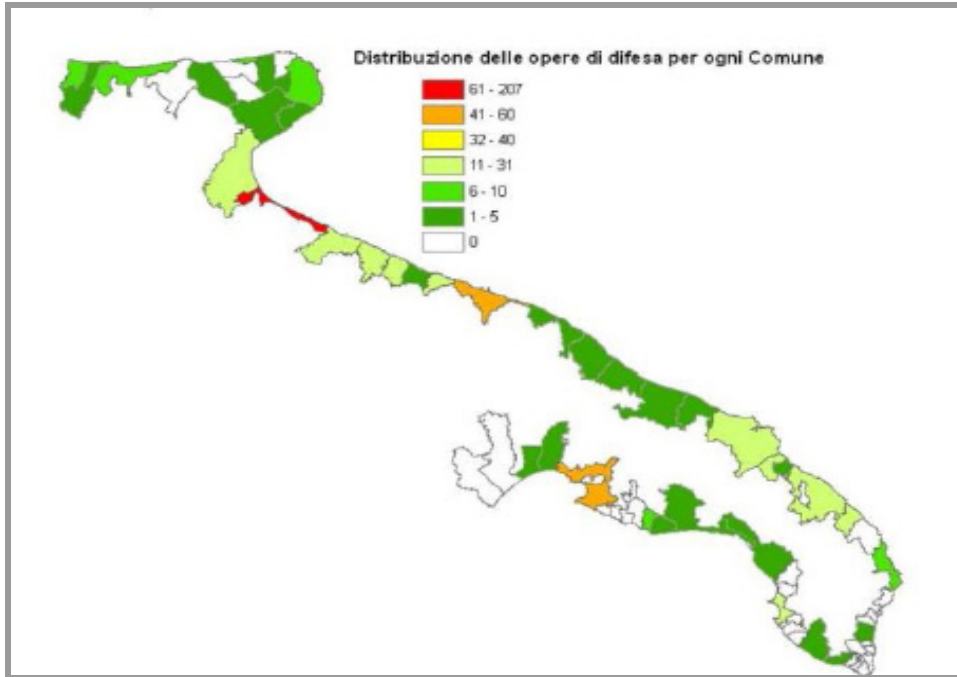 Distribuzione delle opere di difesa per ogni Comune
61 - 207
41 - 60
32 - 40
11 - 31
6 - 10
1 - 5
0